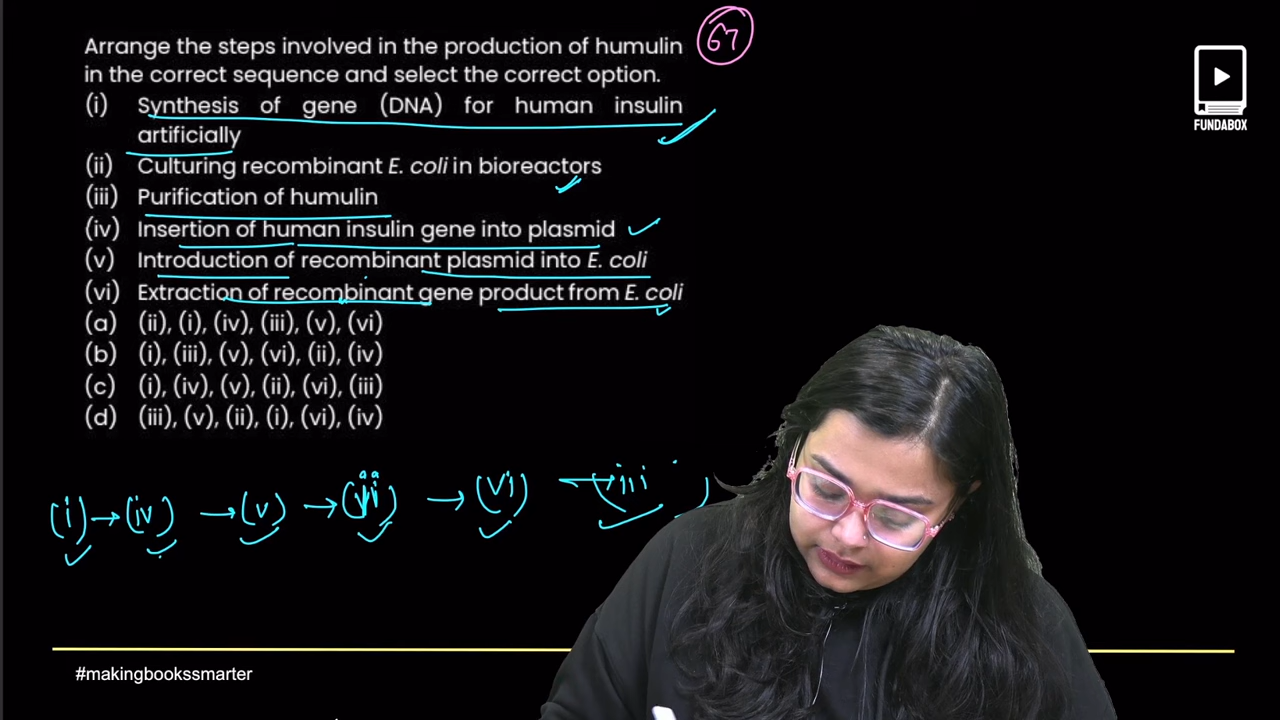 Arrange the steps involved in the production of humulin
67
in the correct sequence and select the correct option.
(i) Synthesis of gene (DNA) for human insulin
artificially
(ii) Culturing recombinant E. coli in bioreactors
(iii) Purification of humulin
(iv) Insertion of human insulin gene into plasmid
(v) Introduction of recombinant plasmid into E. coli
(vi) Extraction of recombinant gene product from E. coli
(a) (ii), (i), (iv), (iii), (v), (vi)
(b) (i), (iii), (v), (vi), (ii), (iv)
(c) (i), (iv), (v), (ii), (vi), (iii)
(d) (iii), (v), (ii), (i), (vi), (iv)
(i) → (iv) → (v) → (ii) → (vi) → (iii)
FUNDABOX
#makingbookssmarter